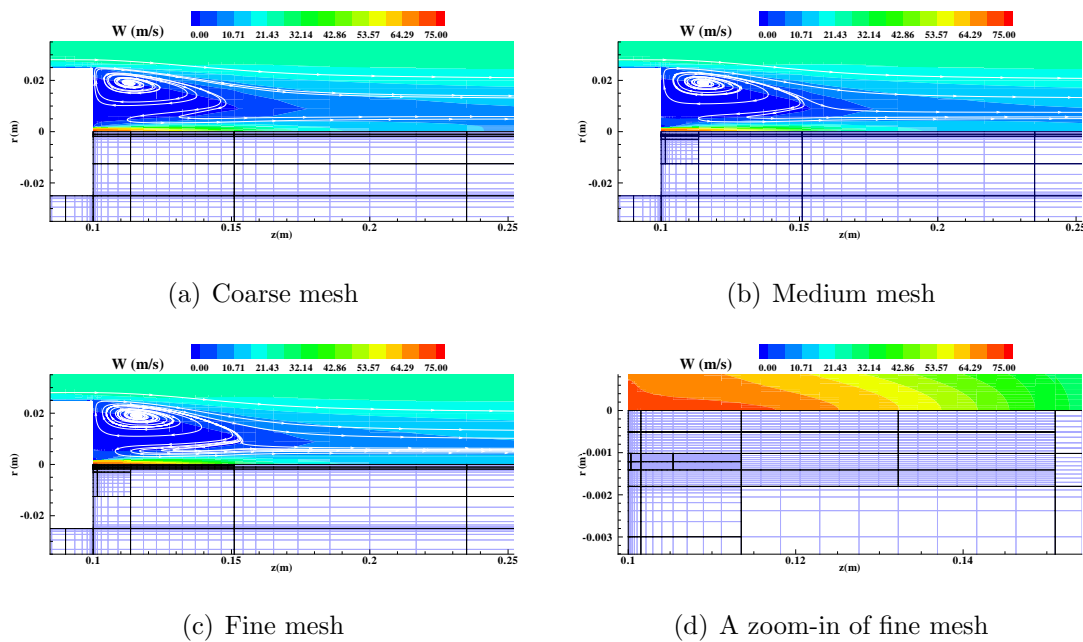 W (m/s)
0.00 10.71 21.43 32.14 42.86 53.57 64.29 75.00
0.02
0
-0.02
r(m)
0.1 0.15 0.2 0.25
z(m)
(a) Coarse mesh
W (m/s)
0.00 10.71 21.43 32.14 42.86 53.57 64.29 75.00
0.02
0
-0.02
r(m)
0.1 0.15 0.2 0.25
z(m)
(b) Medium mesh
W (m/s)
0.00 10.71 21.43 32.14 42.86 53.57 64.29 75.00
0.02
0
-0.02
r(m)
0.1 0.15 0.2 0.25
z(m)
(c) Fine mesh
W (m/s)
0.00 10.71 21.43 32.14 42.86 53.57 64.29 75.00
0
-0.001
-0.002
-0.003
r(m)
0.1 0.12 0.14
z(m)
(d) A zoom-in of fine mesh